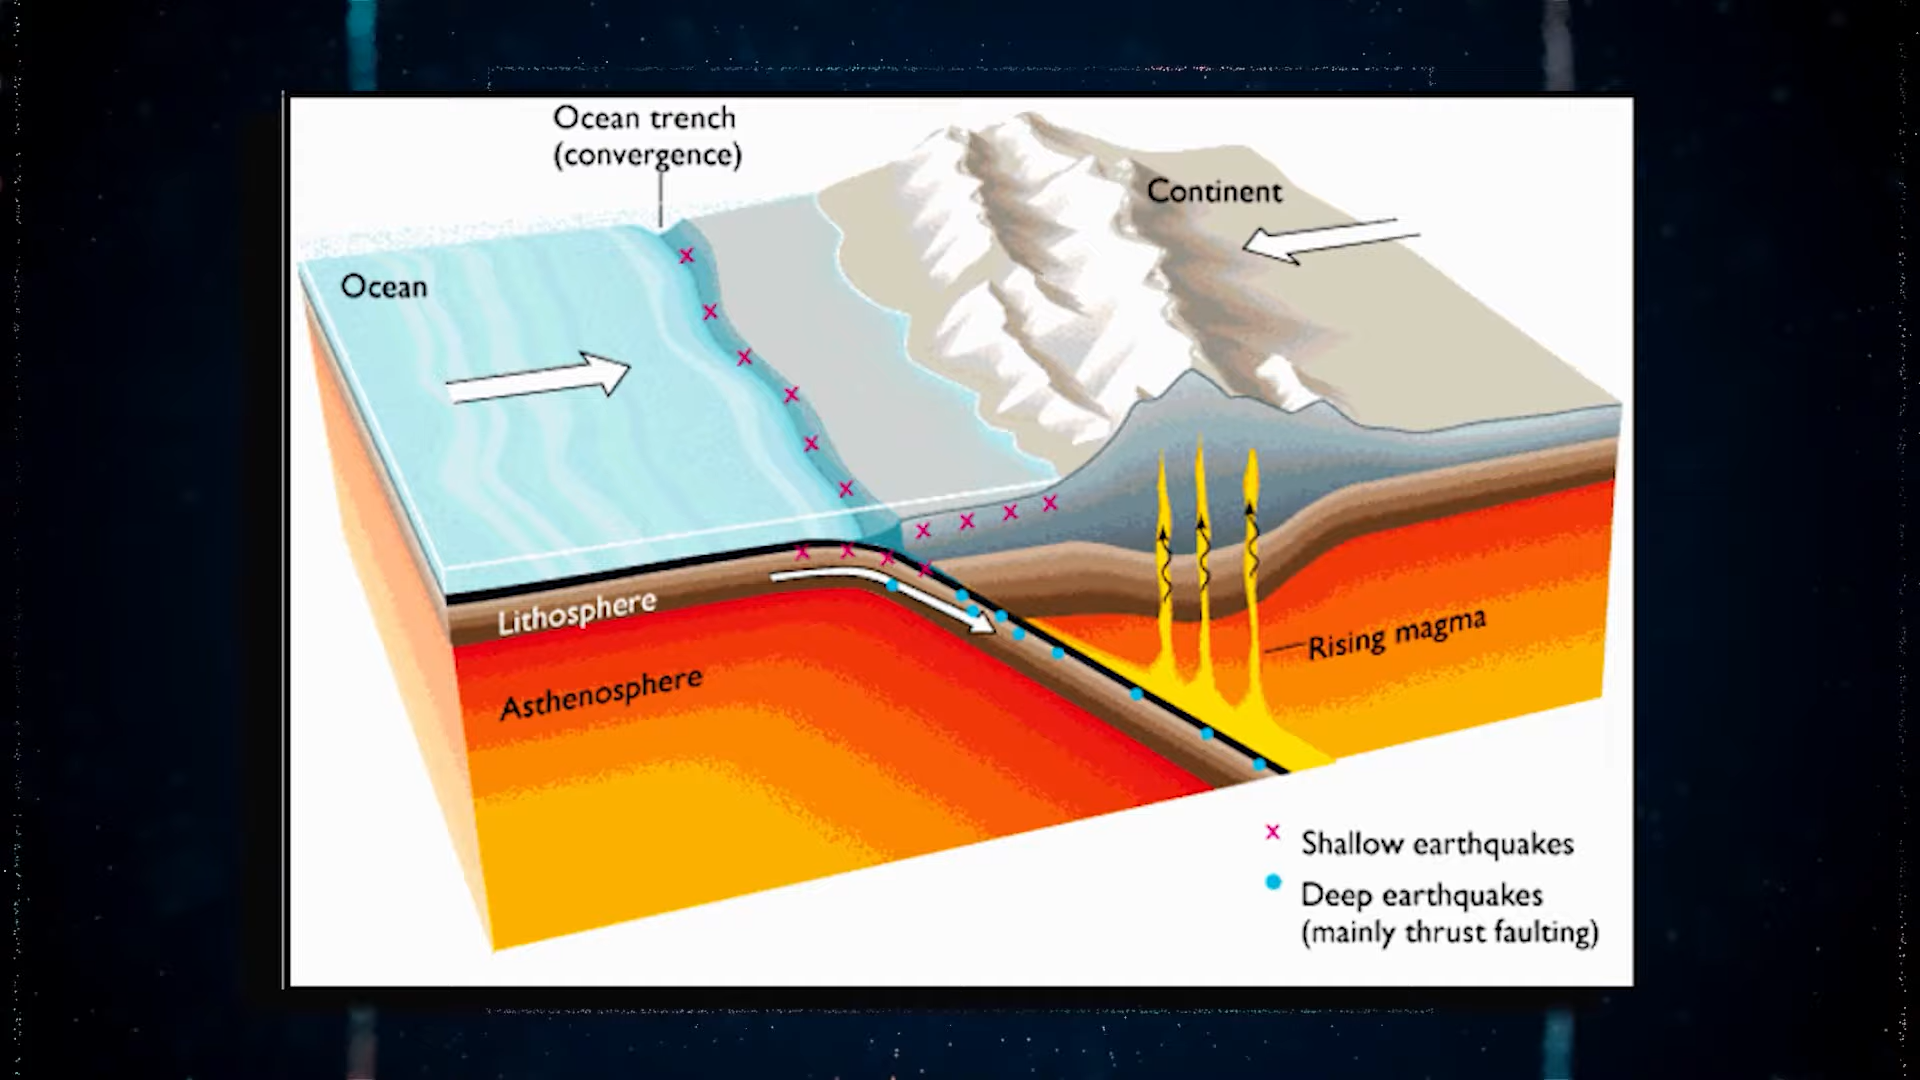 Ocean trench
(convergence)
Continent
Ocean
Lithosphere
Asthenosphere
Rising magma
x Shallow earthquakes
Deep earthquakes
(mainly thrust faulting)